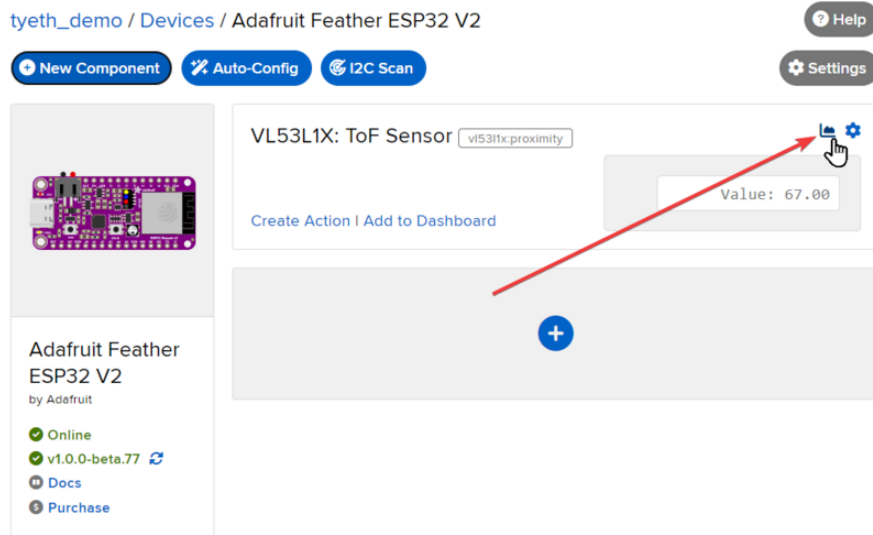 tyeth_demo / Devices / Adafruit Feather ESP32 V2
Help
New Component
Auto-Config
I2C Scan
Settings
VL53L1X: ToF Sensor
vl53l1x:proximity
Value: 67.00
Create Action | Add to Dashboard
Adafruit Feather
ESP32 V2
by Adafruit
Online
v1.0.0-beta.77
Docs
Purchase